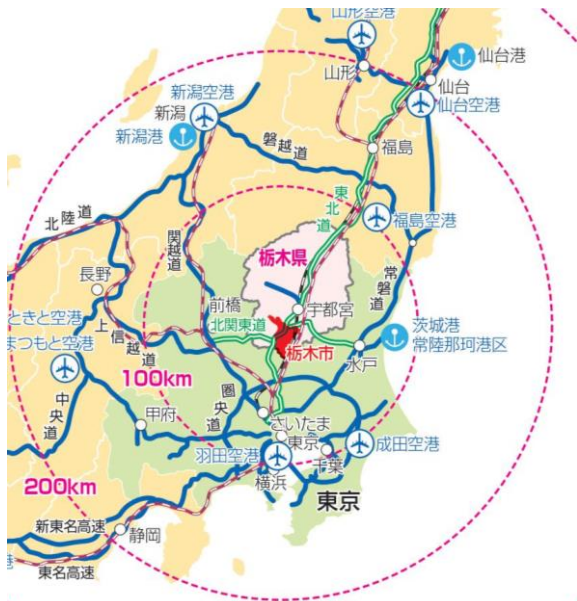 山形空港
仙台港
山形
仙台
仙台空港
新潟空港
新潟
新潟港
磐越道
福島
東北道
福島空港
北陸道
関越道
栃木県
常磐道
長野
前橋
宇都宮
北関東道
茨城港
常陸那珂港区
ときと空港
まつもと空港
上信越道
栃木市
水戸
100km
中央道
圏央道
甲府
さいたま
東京
成田空港
羽田空港
千葉
横浜
200km
東京
新東名高速
静岡
東名高速
港